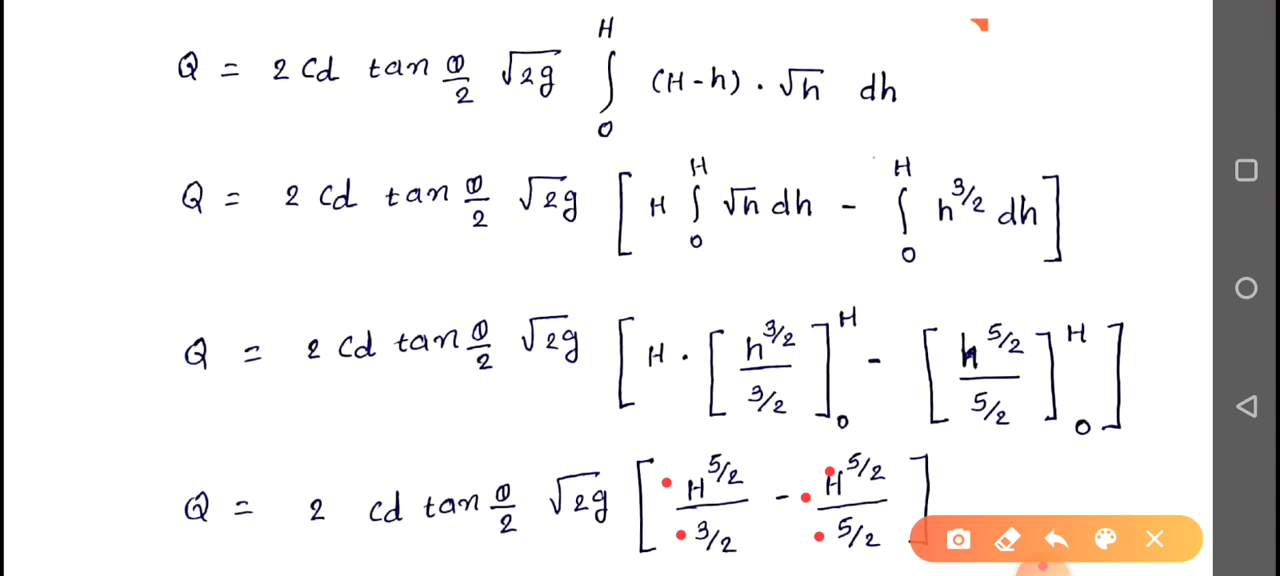 Q = 2 Cd tan θ/2 √2g ∫₀ᴴ (H-h) . √h dh
Q = 2 Cd tan θ/2 √2g [ H ∫₀ᴴ √h dh - ∫₀ᴴ h^3/2 dh ]
Q = 2 Cd tan θ/2 √2g [ H . [ h^3/2 / 3/2 ]₀ᴴ - [ h^5/2 / 5/2 ]₀ᴴ ]
Q = 2 Cd tan θ/2 √2g [ H^5/2 / 3/2 - H^5/2 / 5/2 ]